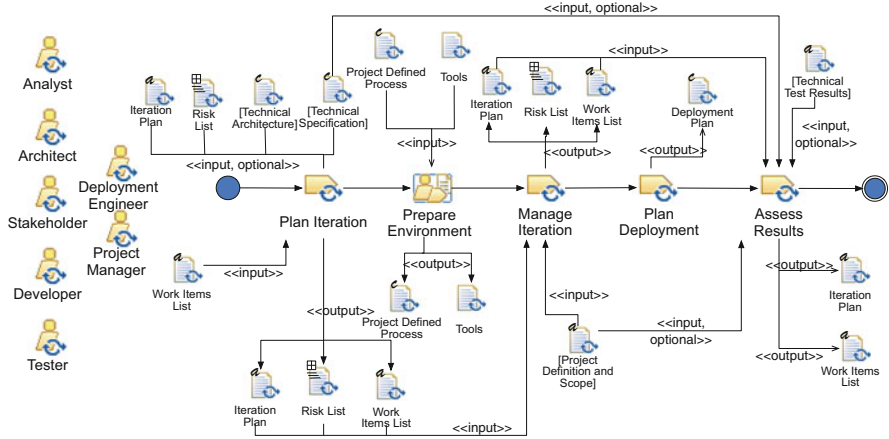 <<input, optional>>
Analyst
Architect
Stakeholder
Developer
Tester
Deployment
Engineer
Project
Manager
a
Iteration
Plan
Risk
List
c
[Technical
Architecture]
c
[Technical
Specification]
<<input, optional>>
c
Project Defined
Process
Tools
<<input>>
<<input>>
a
Iteration
Plan
Risk List
a
Work
Items List
<<output>>
a
Deployment
Plan
<<output>>
a
[Technical
Test Results]
<<input,
optional>>
Plan Iteration
Prepare
Environment
Manage
Iteration
Plan
Deployment
Assess
Results
a
Work Items
List
<<input>>
<<output>>
c
Project Defined
Process
Tools
<<output>>
a
Iteration
Plan
Risk List
a
Work
Items List
<<input>>
<<input>>
a
[Project
Definition and
Scope]
<<input,
optional>>
<<output>>
a
Iteration
Plan
<<output>>
a
Work Items
List